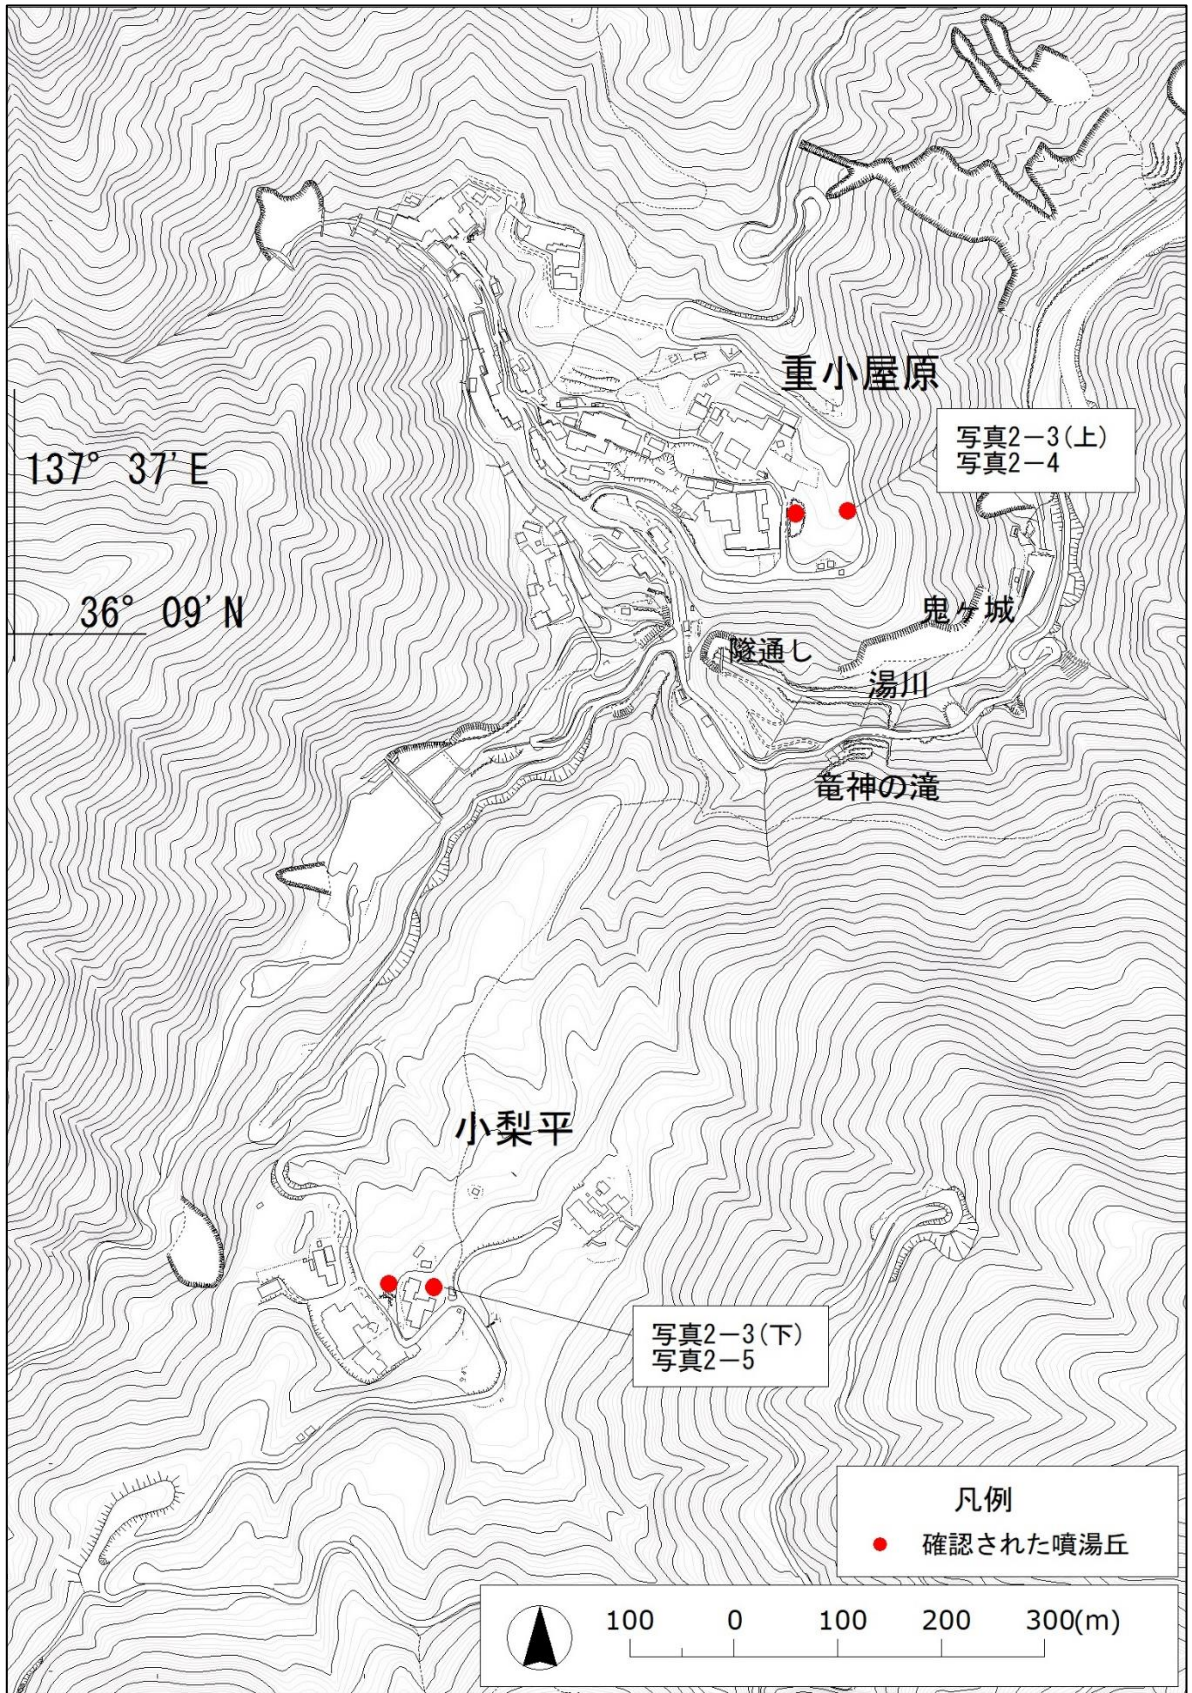 重小屋原
写真2-3(上)
写真2-4
137° 37' E
36° 09' N
鬼ヶ城
隧通し
湯川
竜神の滝
小梨平
写真2-3(下)
写真2-5
凡例
確認された噴湯丘
100 0 100 200 300(m)